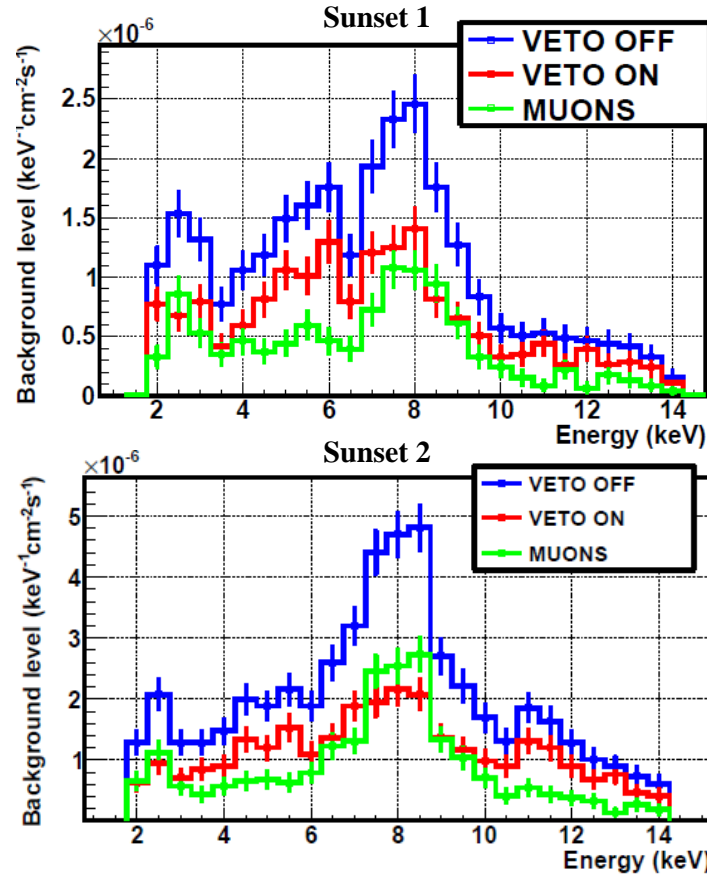 Sunset 1
×10⁻⁶
VETO OFF
VETO ON
MUONS
Background level (keV⁻¹cm⁻²s⁻¹)
2.5
2
1.5
1
0.5
0
2 4 6 8 10 12 14
Energy (keV)
Sunset 2
×10⁻⁶
VETO OFF
VETO ON
MUONS
Background level (keV⁻¹cm⁻²s⁻¹)
5
4
3
2
1
2 4 6 8 10 12 14
Energy (keV)